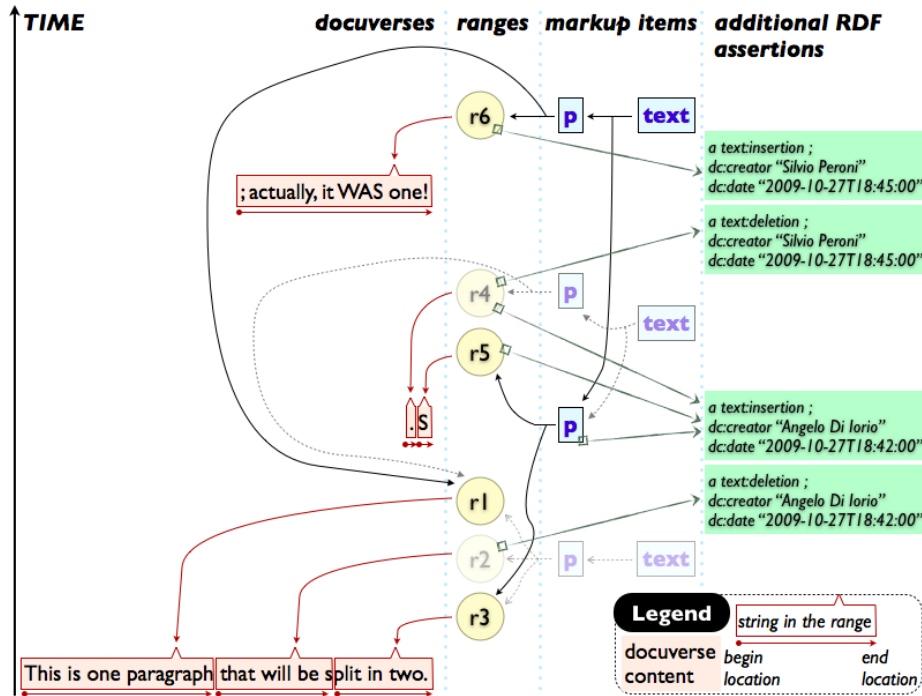 TIME
docuverses
ranges
markup items
additional RDF
assertions
r6
p
text
a text:insertion ;
dc:creator “Silvio Peroni”
dc:date “2009-10-27T18:45:00”
; actually, it WAS one!
a text:deletion ;
dc:creator “Silvio Peroni”
dc:date “2009-10-27T18:45:00”
r4
p
text
r5
.
S
p
a text:insertion ;
dc:creator “Angelo Di Iorio”
dc:date “2009-10-27T18:42:00”
r1
a text:deletion ;
dc:creator “Angelo Di Iorio”
dc:date “2009-10-27T18:42:00”
r2
p
text
r3
This is one paragraph
that will be s
plit in two.
Legend
string in the range
docuverse
content
begin
location
end
location